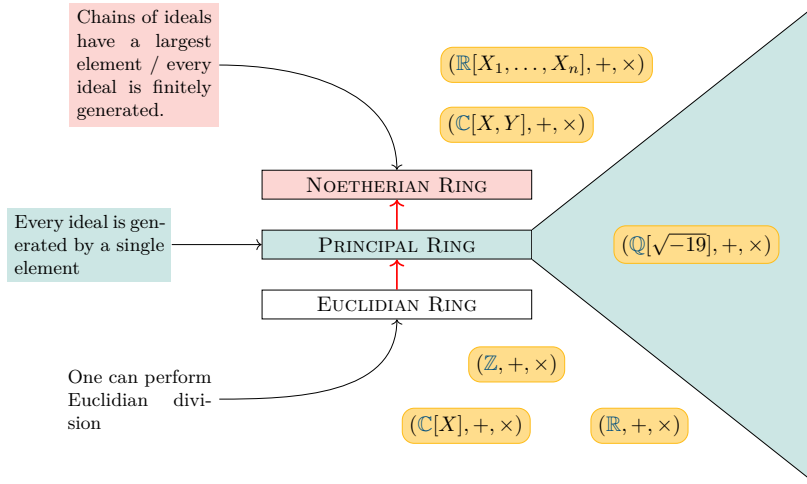 Chains of ideals
have a largest
element / every
ideal is finitely
generated.
(ℝ[X₁, . . . , Xₙ], +, ×)
(ℂ[X, Y], +, ×)
NOETHERIAN RING
Every ideal is gen-
erated by a single
element
PRINCIPAL RING
(ℚ[√−19], +, ×)
EUCLIDIAN RING
One can perform
Euclidian divi-
sion
(ℤ, +, ×)
(ℂ[X], +, ×)
(ℝ, +, ×)